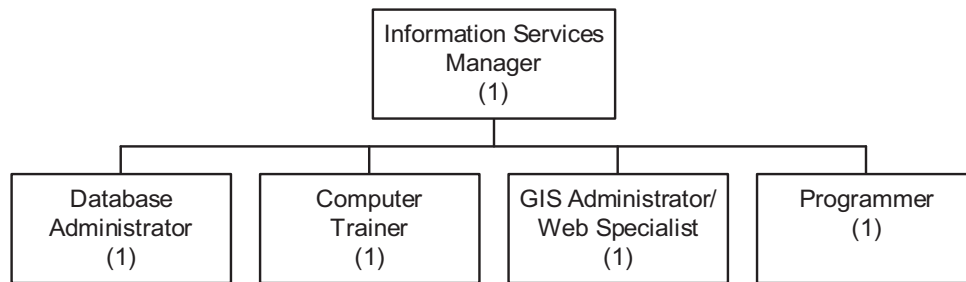 Information Services
Manager
(1)
Database
Administrator
(1)
Computer
Trainer
(1)
GIS Administrator/
Web Specialist
(1)
Programmer
(1)